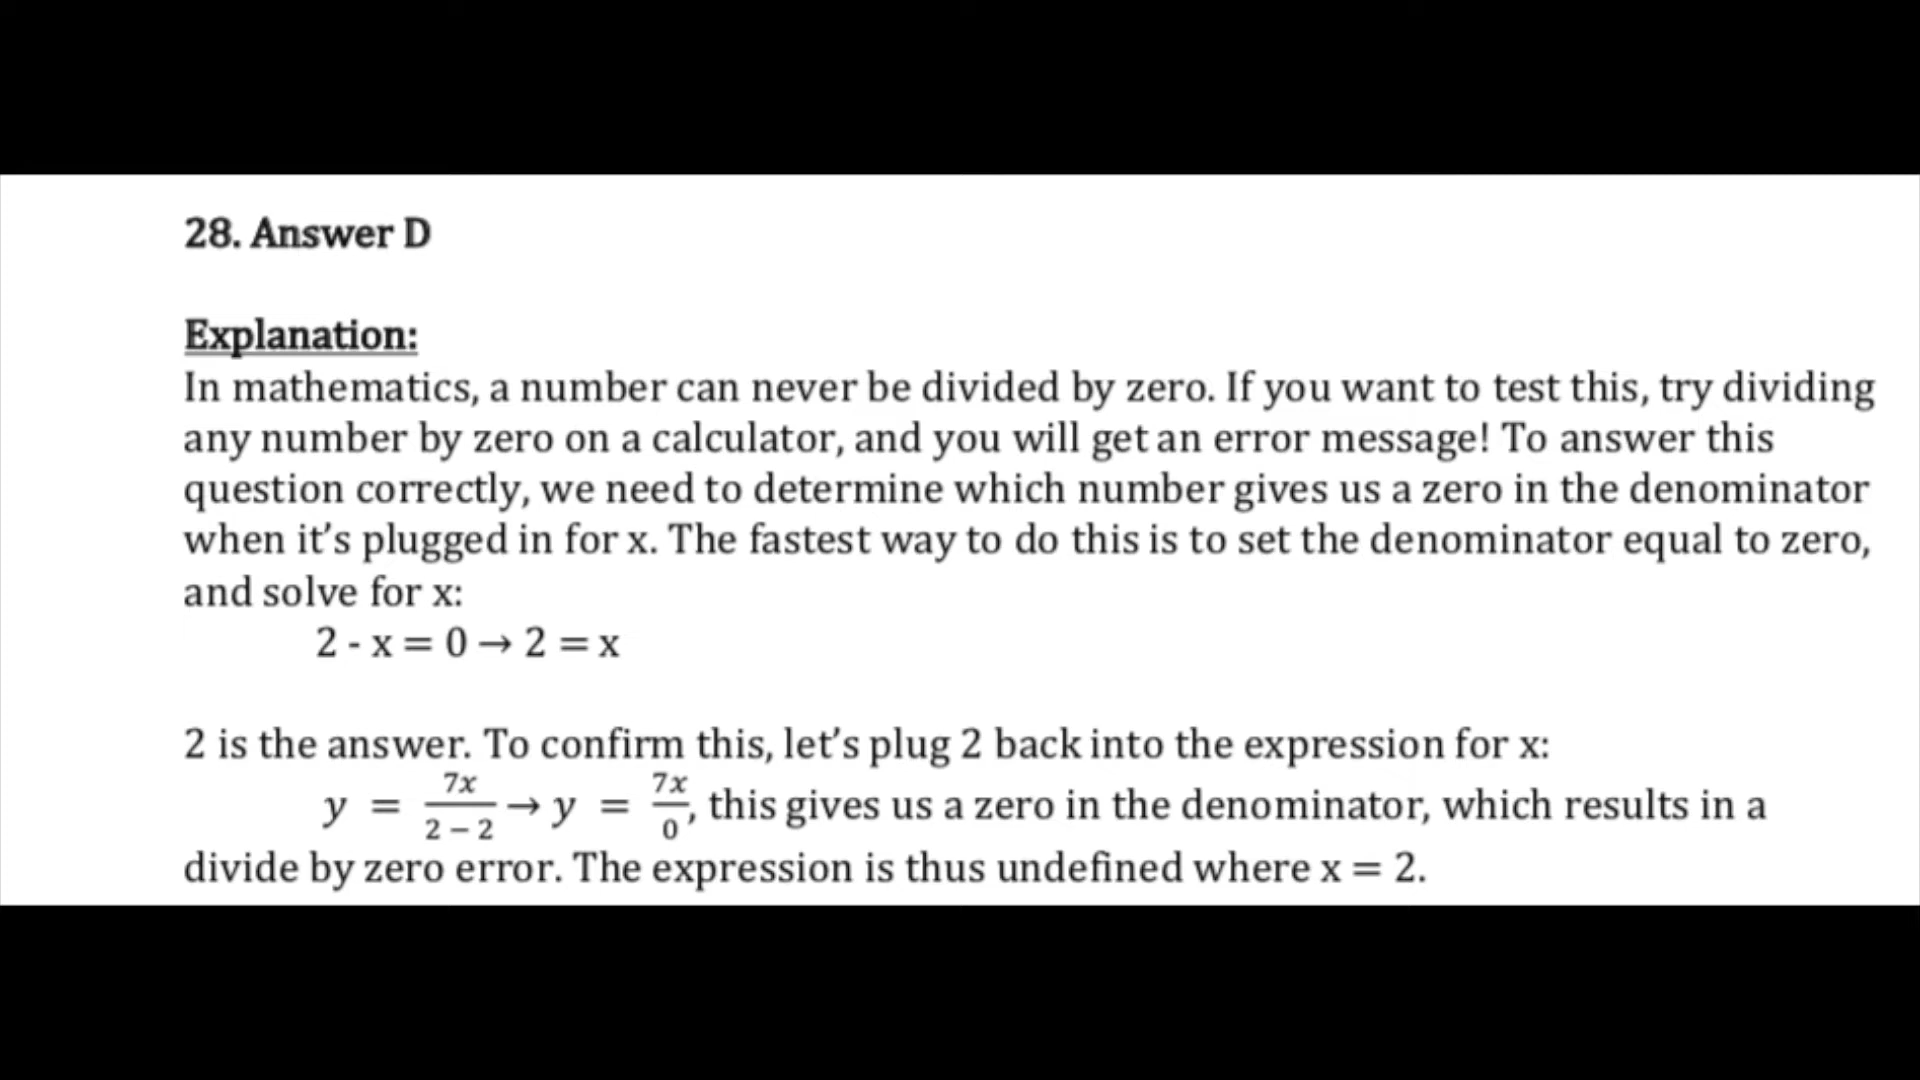 28. Answer D
Explanation:
In mathematics, a number can never be divided by zero. If you want to test this, try dividing
any number by zero on a calculator, and you will get an error message! To answer this
question correctly, we need to determine which number gives us a zero in the denominator
when it’s plugged in for x. The fastest way to do this is to set the denominator equal to zero,
and solve for x:
2 - x = 0 → 2 = x
2 is the answer. To confirm this, let’s plug 2 back into the expression for x:
y = 7x/(2 – 2) → y = 7x/0, this gives us a zero in the denominator, which results in a
divide by zero error. The expression is thus undefined where x = 2.